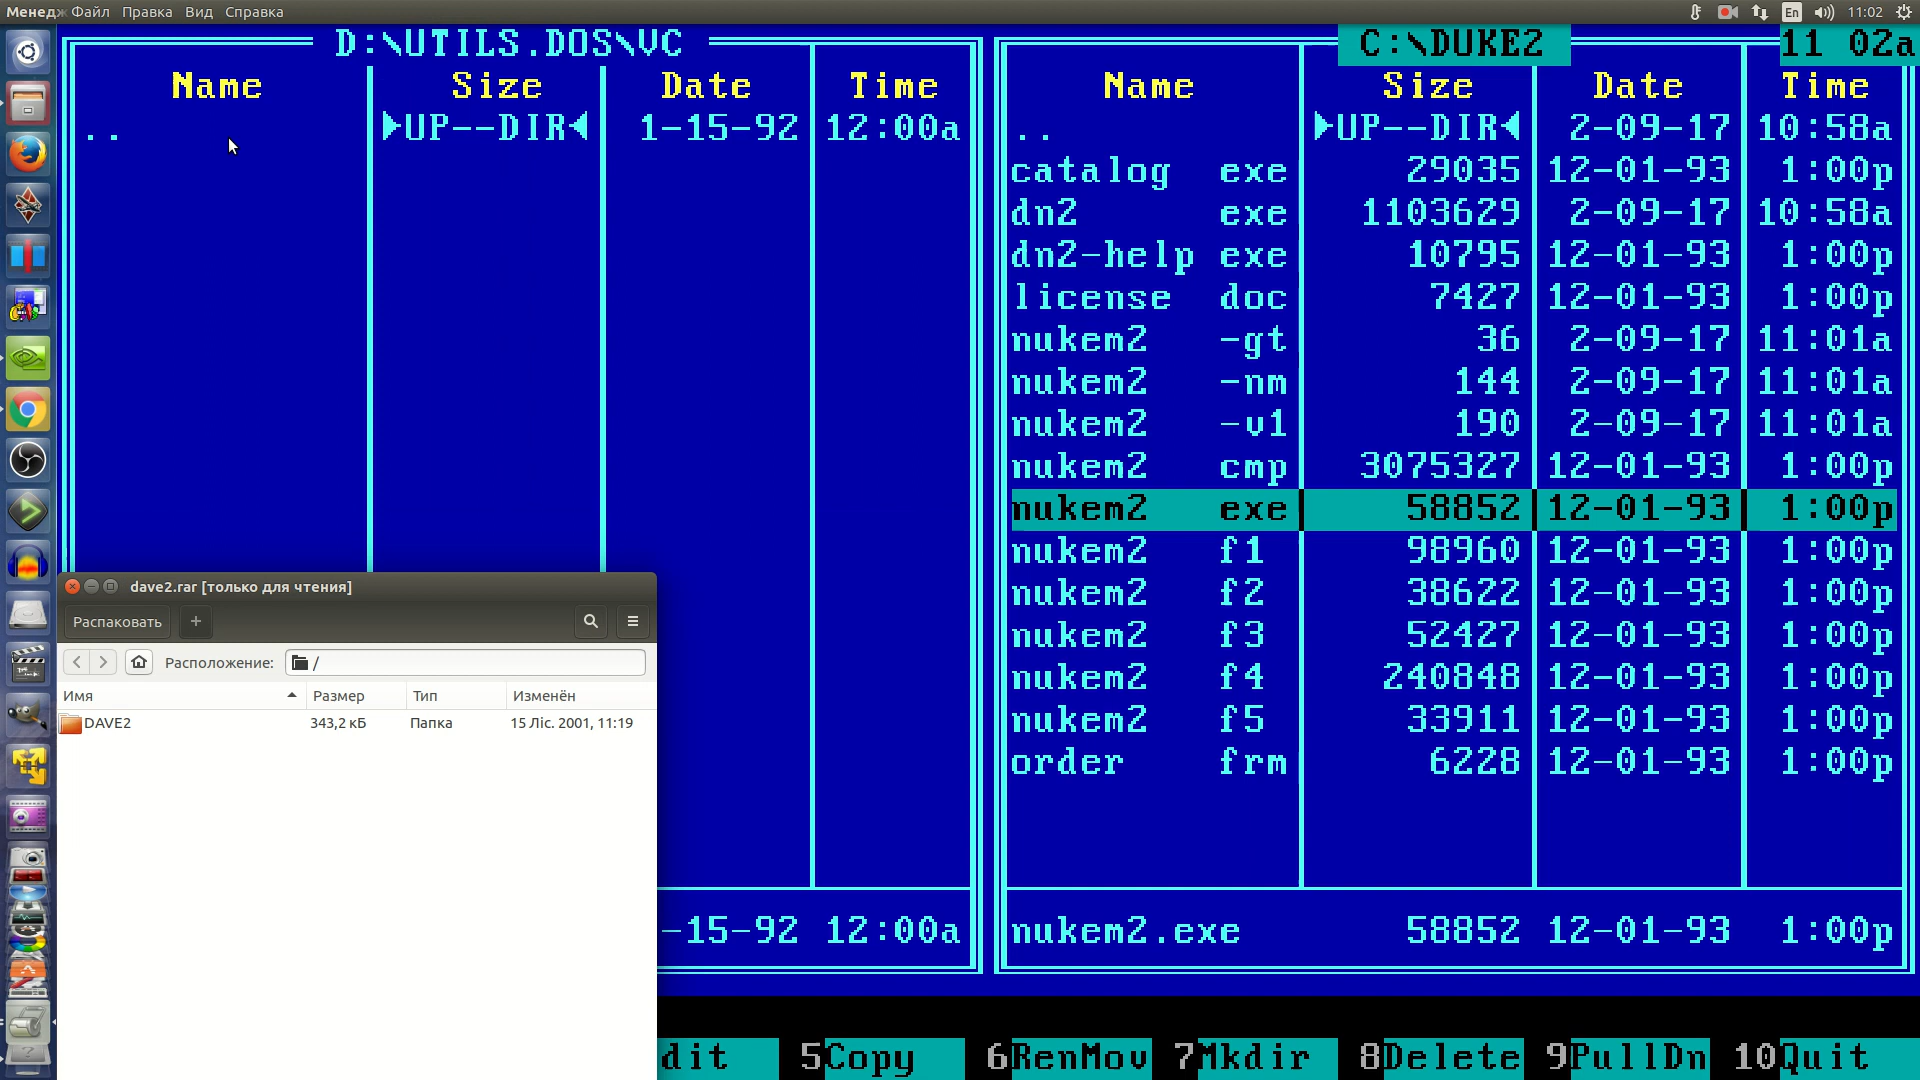 Менедж Файл Правка Вид Справка En 11:02
D:\UTILS.DOS\VC
Name Size Date Time
.. ►UP--DIR◄ 1-15-92 12:00a
-15-92 12:00a
C:\DUKE2 11 02a
Name Size Date Time
.. ►UP--DIR◄ 2-09-17 10:58a
catalog exe 29035 12-01-93 1:00p
dn2 exe 1103629 2-09-17 10:58a
dn2-help exe 10795 12-01-93 1:00p
license doc 7427 12-01-93 1:00p
nukem2 -gt 36 2-09-17 11:01a
nukem2 -nm 144 2-09-17 11:01a
nukem2 -v1 190 2-09-17 11:01a
nukem2 cmp 3075327 12-01-93 1:00p
nukem2 exe 58852 12-01-93 1:00p
nukem2 f1 98960 12-01-93 1:00p
nukem2 f2 38622 12-01-93 1:00p
nukem2 f3 52427 12-01-93 1:00p
nukem2 f4 240848 12-01-93 1:00p
nukem2 f5 33911 12-01-93 1:00p
order frm 6228 12-01-93 1:00p
nukem2.exe 58852 12-01-93 1:00p
dave2.rar [только для чтения]
Распаковать +
Расположение: /
Имя Размер Тип Изменён
DAVE2 343,2 кБ Папка 15 Ліс. 2001, 11:19
dit 5Copy 6RenMov 7Mkdir 8Delete 9PullDn 10Quit